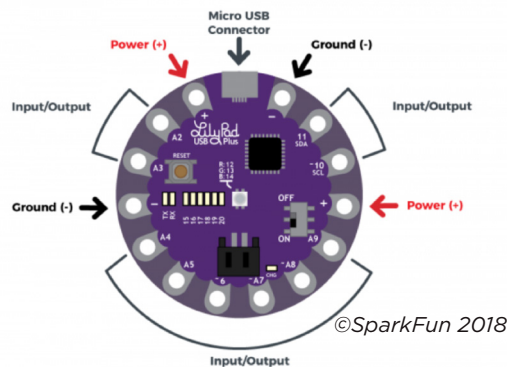 Micro USB
Connector
Power (+)
Ground (-)
Input/Output
Input/Output
+
-
A2
LilyPad
USB Plus
11
SDA
RESET
A3
R:12
G:13
B:14
~10
SCL
Ground (-)
-
TX
RX
15
16
17
18
19
20
OFF
+
Power (+)
ON
A9
A4
A5
~6
~A7
CHG
~A8
©SparkFun 2018
Input/Output